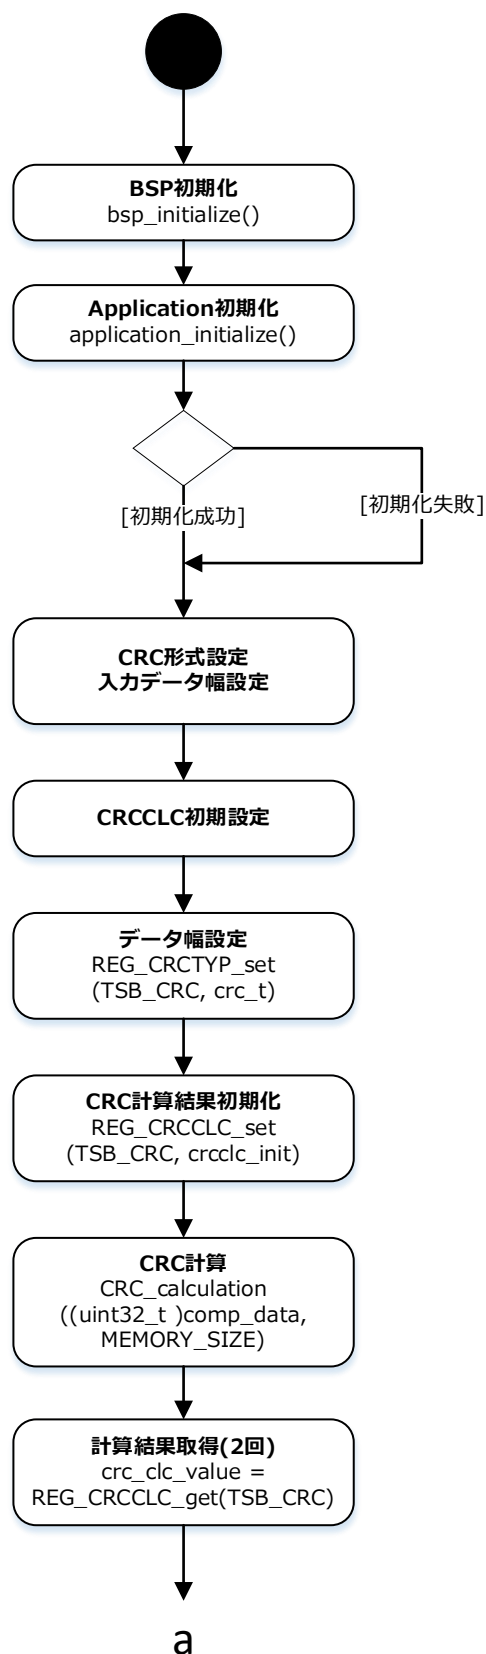 BSP初期化
bsp_initialize()
Application初期化
application_initialize()
[初期化成功]
[初期化失敗]
CRC形式設定
入力データ幅設定
CRCCLC初期設定
データ幅設定
REG_CRCTYP_set
(TSB_CRC, crc_t)
CRC計算結果初期化
REG_CRCCLC_set
(TSB_CRC, crcclc_init)
CRC計算
CRC_calculation
((uint32_t )comp_data,
MEMORY_SIZE)
計算結果取得(2回)
crc_clc_value =
REG_CRCCLC_get(TSB_CRC)
a